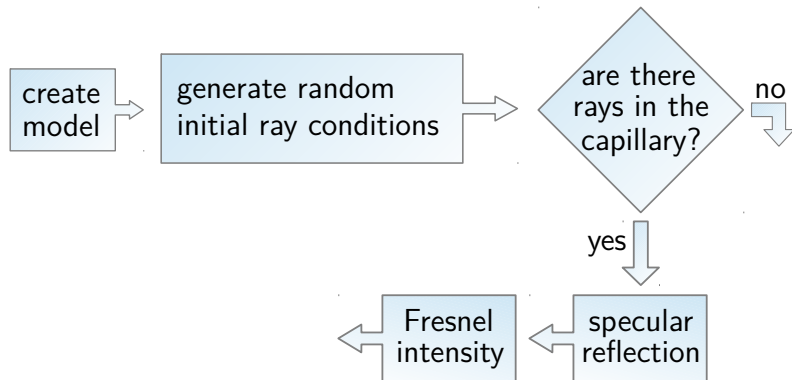 create
model
generate random
initial ray conditions
are there
rays in the
capillary?
no
yes
Fresnel
intensity
specular
reflection